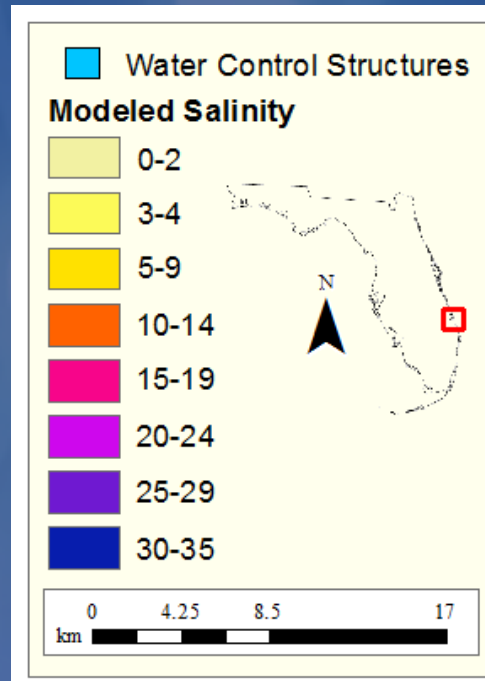 Water Control Structures
Modeled Salinity
0-2
3-4
5-9
N
10-14
15-19
20-24
25-29
30-35
0 4.25 8.5 17
km